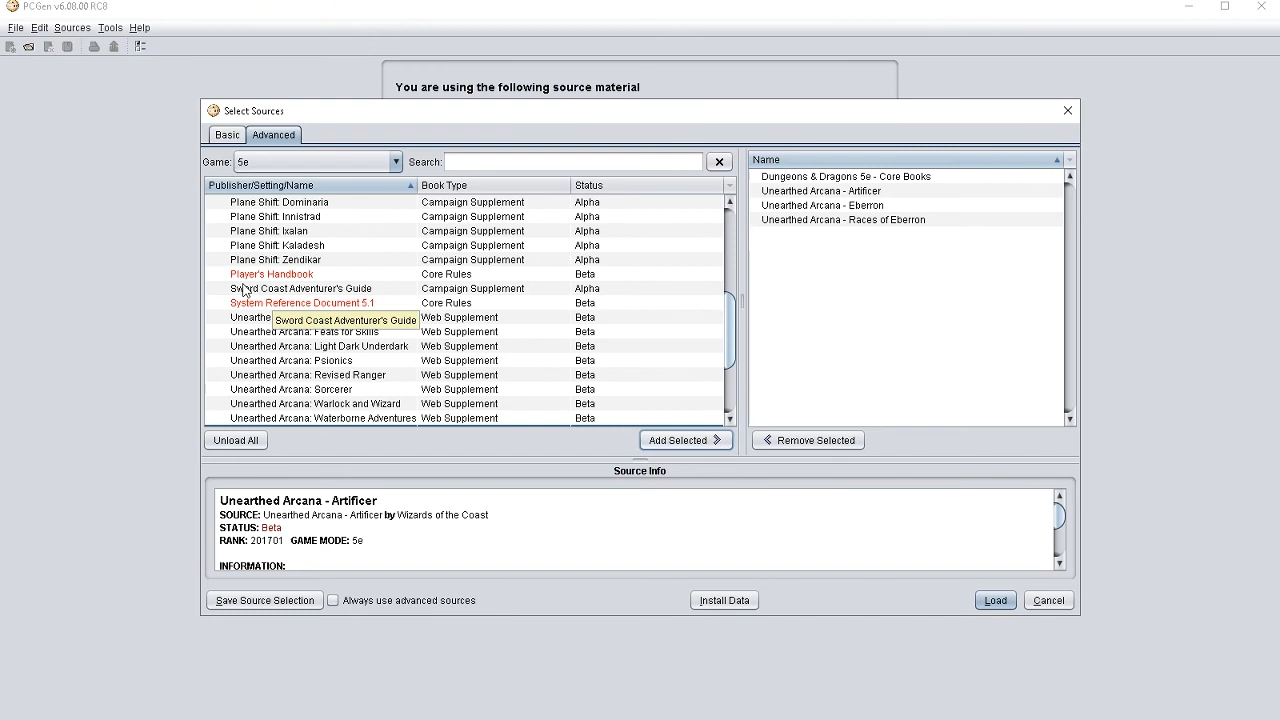 PCGen v6.08.00 RC8
File Edit Sources Tools Help
You are using the following source material
Select Sources
Basic Advanced
Game: 5e Search:
Publisher/Setting/Name Book Type Status Name
Plane Shift: Dominaria Campaign Supplement Alpha
Plane Shift: Innistrad Campaign Supplement Alpha
Plane Shift: Ixalan Campaign Supplement Alpha
Plane Shift: Kaladesh Campaign Supplement Alpha
Plane Shift: Zendikar Campaign Supplement Alpha
Player's Handbook Core Rules Beta
Sword Coast Adventurer's Guide Campaign Supplement Alpha
System Reference Document 5.1 Core Rules Beta
Sword Coast Adventurer's Guide Web Supplement Beta
Unearthed Arcana: Feats for Skills Web Supplement Beta
Unearthed Arcana: Light Dark Underdark Web Supplement Beta
Unearthed Arcana: Psionics Web Supplement Beta
Unearthed Arcana: Revised Ranger Web Supplement Beta
Unearthed Arcana: Sorcerer Web Supplement Beta
Unearthed Arcana: Warlock and Wizard Web Supplement Beta
Unearthed Arcana: Waterborne Adventures Web Supplement Beta
Dungeons & Dragons 5e - Core Books
Unearthed Arcana - Artificer
Unearthed Arcana - Eberron
Unearthed Arcana - Races of Eberron
Unload All Add Selected Remove Selected
Source Info
Unearthed Arcana - Artificer
SOURCE: Unearthed Arcana - Artificer by Wizards of the Coast
STATUS: Beta
RANK: 201701 GAME MODE: 5e
INFORMATION:
Save Source Selection Always use advanced sources Install Data Load Cancel